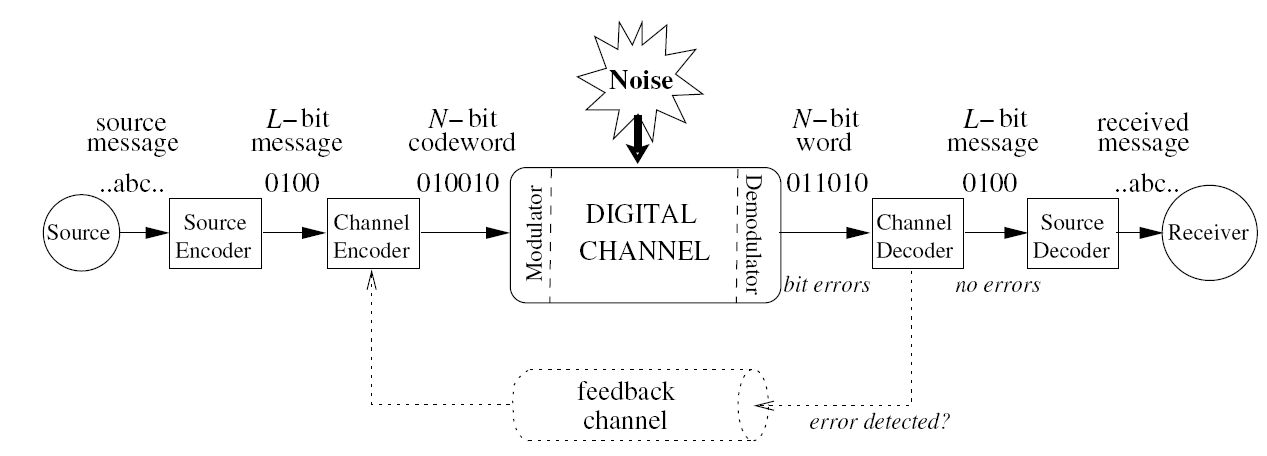 Noise
source
message
L-bit
message
N-bit
codeword
N-bit
word
L-bit
message
received
message
..abc..
0100
010010
011010
0100
..abc..
Source
Source
Encoder
Channel
Encoder
Modulator
DIGITAL
CHANNEL
Demodulator
Channel
Decoder
Source
Decoder
Receiver
bit errors
no errors
feedback
channel
error detected?